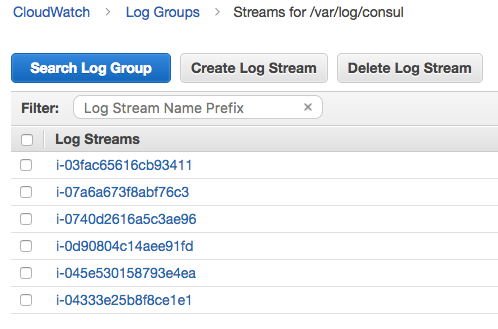 CloudWatch > Log Groups > Streams for /var/log/consul
Search Log Group Create Log Stream Delete Log Stream
Filter: Log Stream Name Prefix ×
Log Streams
i-03fac65616cb93411
i-07a6a673f8abf76c3
i-0740d2616a5c3ae96
i-0d90804c14aee91fd
i-045e530158793e4ea
i-04333e25b8f8ce1e1